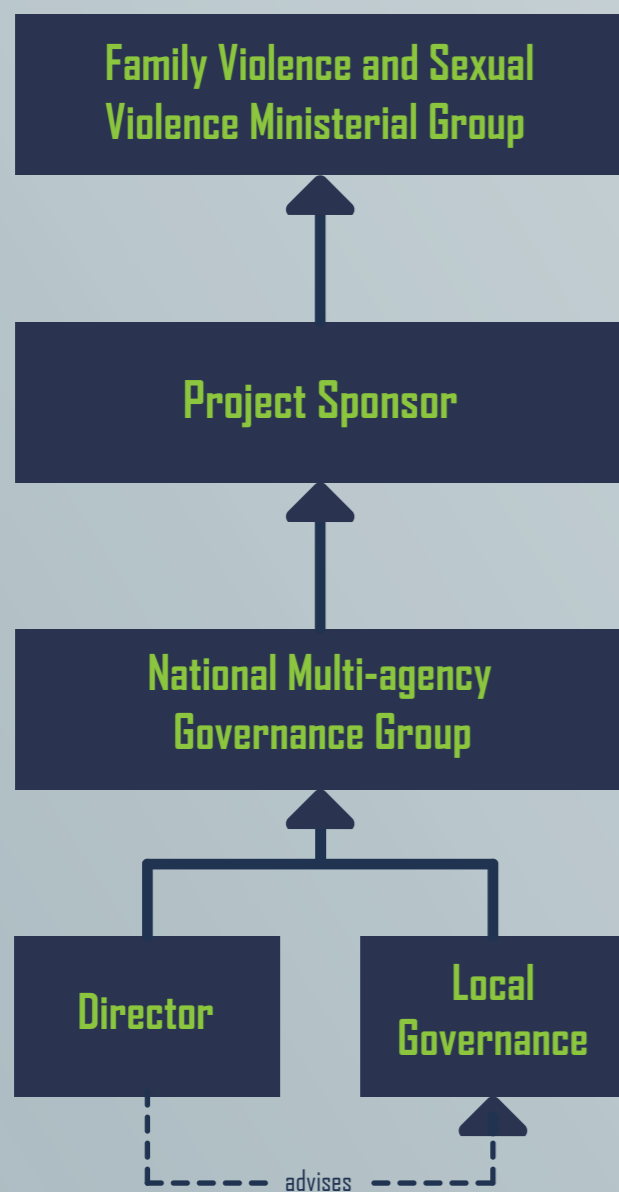 Family Violence and Sexual
Violence Ministerial Group
Project Sponsor
National Multi-agency
Governance Group
Director
Local
Governance
advises